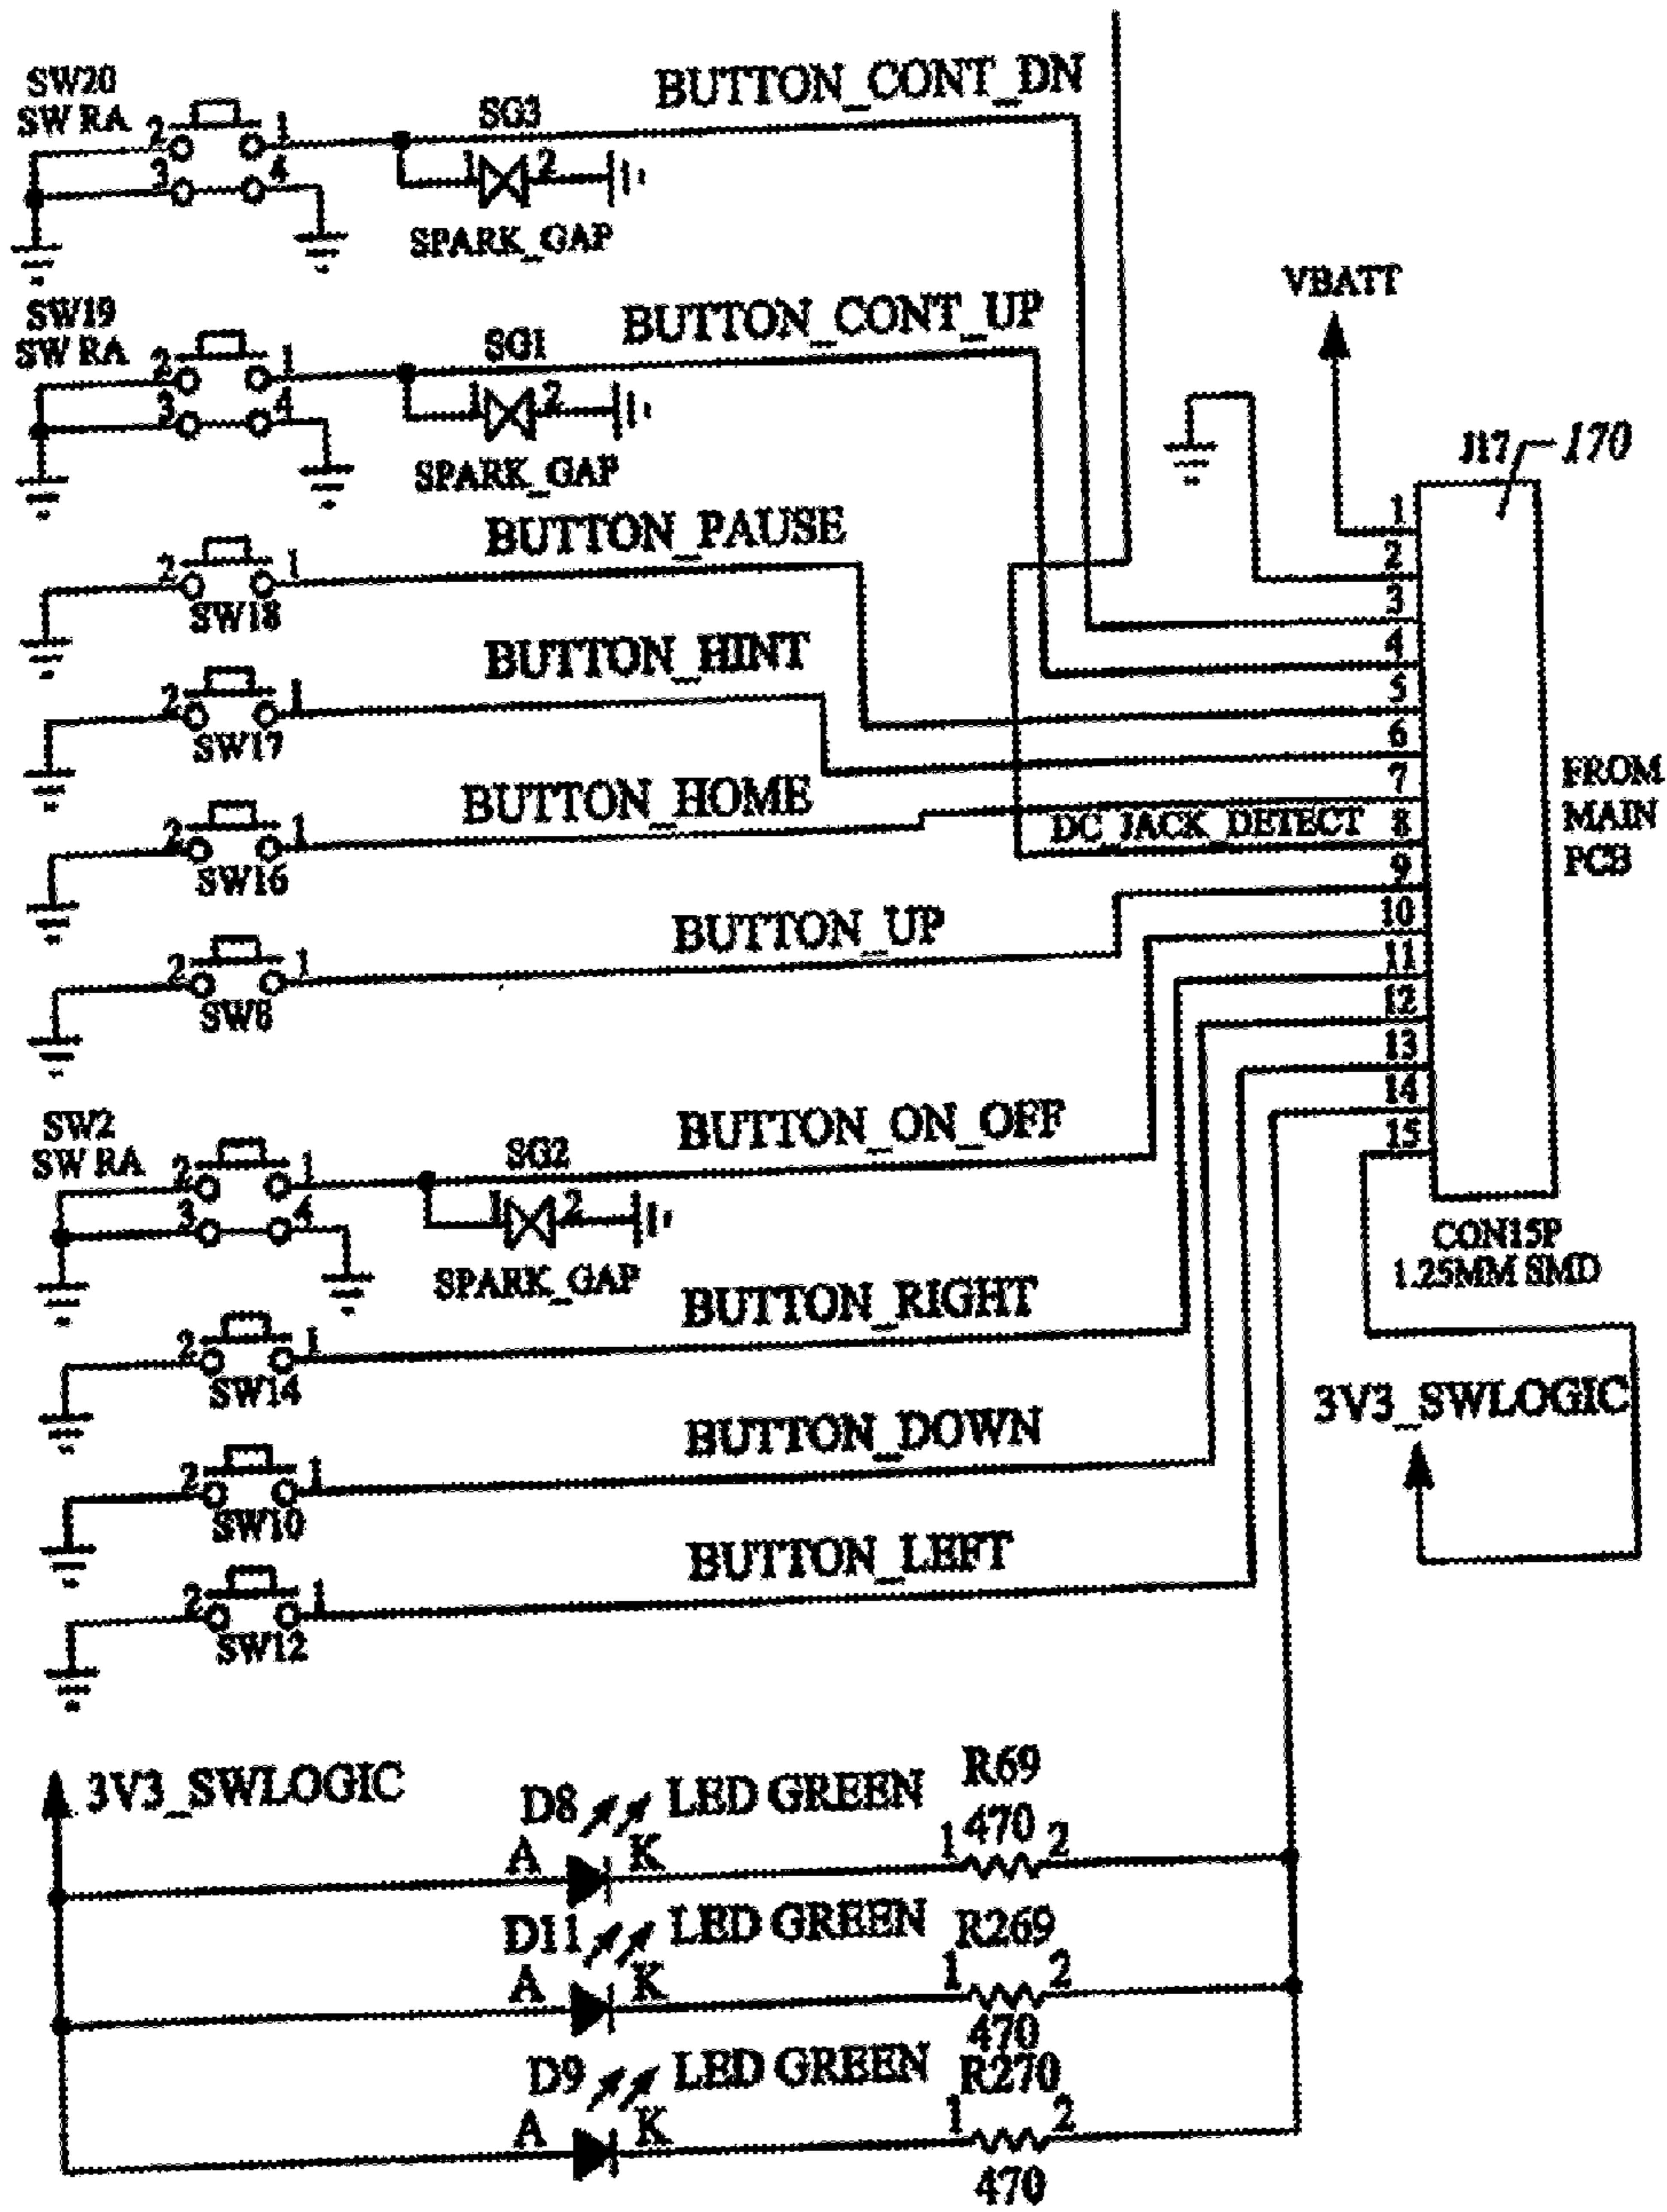 SW20
SW RA
2
1
3
4
SG3
BUTTON_CONT_DN
1
2
SPARK_GAP
SW19
SW RA
2
1
3
4
SG1
BUTTON_CONT_UP
1
2
SPARK_GAP
VBATT
J17
170
BUTTON_PAUSE
2
1
SW18
BUTTON_HINT
2
1
SW17
BUTTON_HOME
2
1
SW16
BUTTON_UP
2
1
SW8
1
2
3
4
5
6
7
DC_JACK_DETECT
8
9
10
11
12
13
14
15
FROM
MAIN
PCB
CON15P
1.25MM SMD
SW2
SW RA
2
1
3
4
SG2
BUTTON_ON_OFF
1
2
SPARK_GAP
BUTTON_RIGHT
2
1
SW14
3V3_SWLOGIC
BUTTON_DOWN
2
1
SW10
BUTTON_LEFT
2
1
SW12
3V3_SWLOGIC
D8
LED GREEN
R69
470
A
K
1
2
D11
LED GREEN
R269
A
K
1
2
470
D9
LED GREEN
R270
A
K
1
2
470